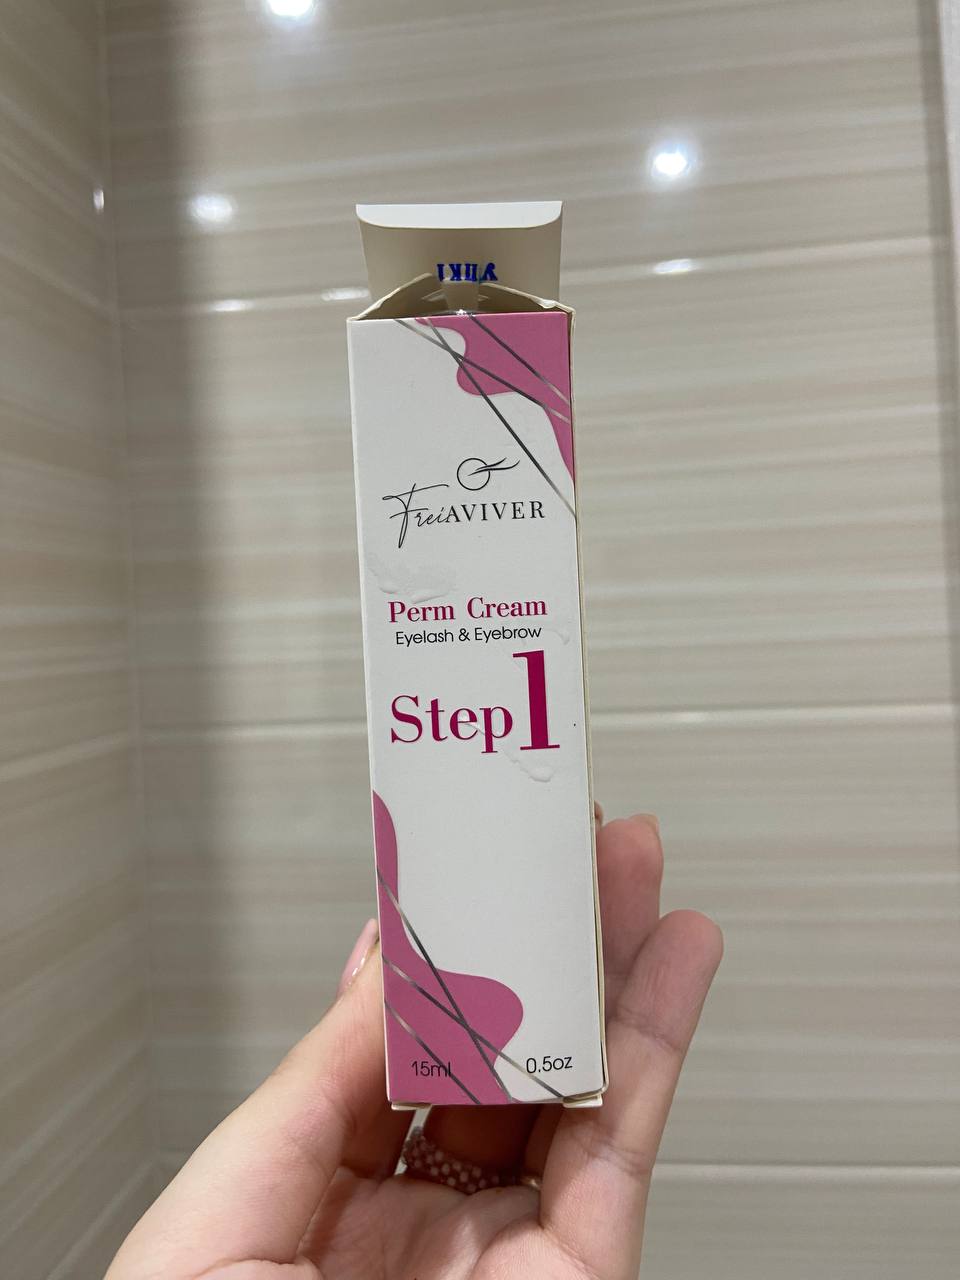 FreiAVIVER
Perm Cream
Eyelash & Eyebrow
Step 1
15ml 0.5oz